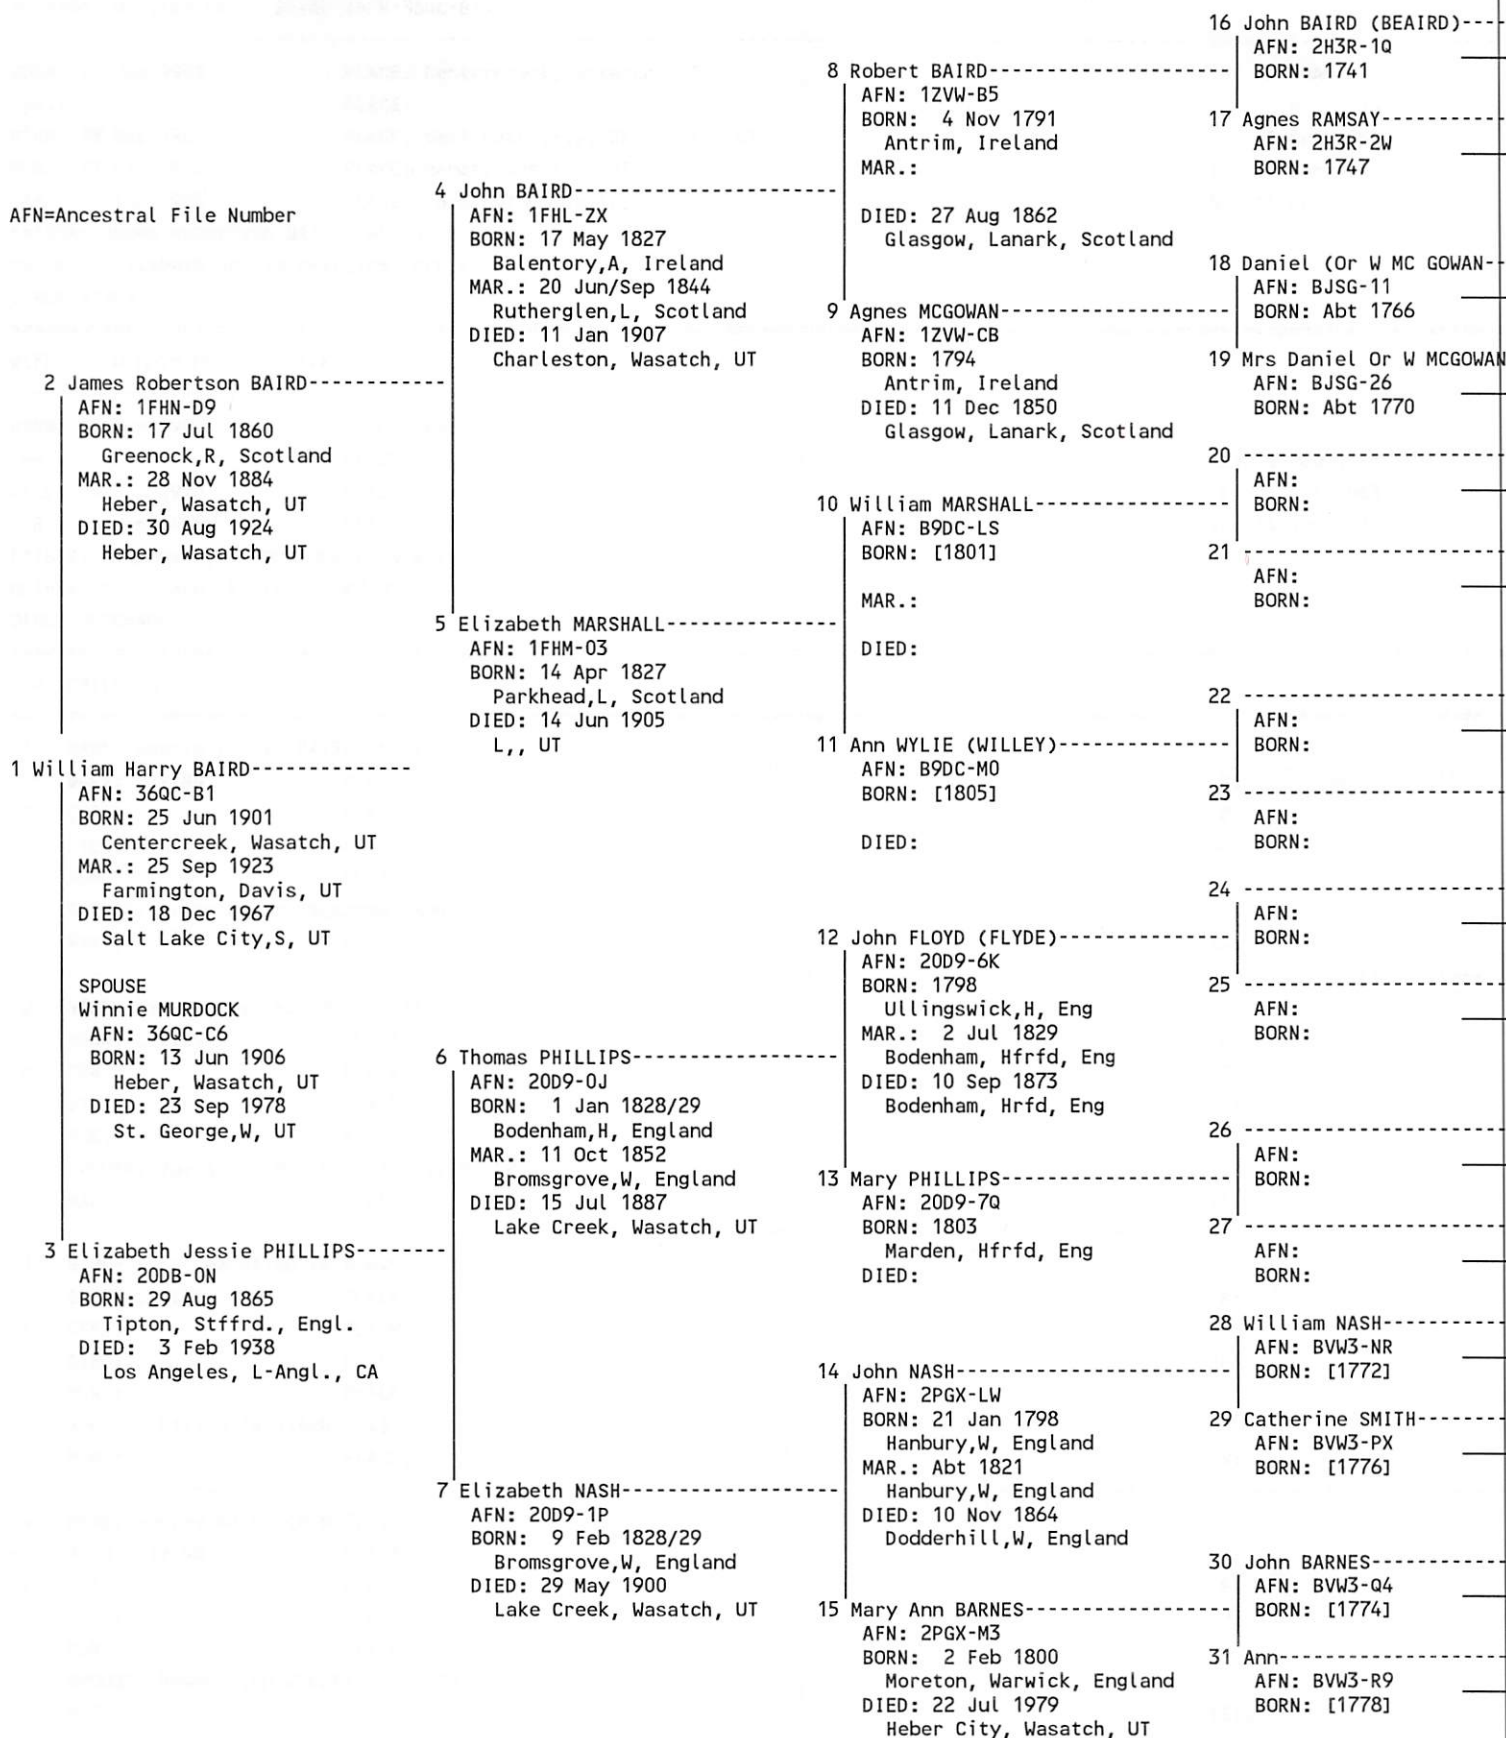 AFN=Ancestral File Number
1 William Harry BAIRD--------------
AFN: 36QC-B1
BORN: 25 Jun 1901
Centercreek, Wasatch, UT
MAR.: 25 Sep 1923
Farmington, Davis, UT
DIED: 18 Dec 1967
Salt Lake City,S, UT
SPOUSE
Winnie MURDOCK
AFN: 36QC-C6
BORN: 13 Jun 1906
Heber, Wasatch, UT
DIED: 23 Sep 1978
St. George,W, UT
2 James Robertson BAIRD------------
AFN: 1FHN-D9
BORN: 17 Jul 1860
Greenock,R, Scotland
MAR.: 28 Nov 1884
Heber, Wasatch, UT
DIED: 30 Aug 1924
Heber, Wasatch, UT
3 Elizabeth Jessie PHILLIPS--------
AFN: 20DB-0N
BORN: 29 Aug 1865
Tipton, Stffrd., Engl.
DIED: 3 Feb 1938
Los Angeles, L-Angl., CA
4 John BAIRD-----------------------
AFN: 1FHL-ZX
BORN: 17 May 1827
Balentory,A, Ireland
MAR.: 20 Jun/Sep 1844
Rutherglen,L, Scotland
DIED: 11 Jan 1907
Charleston, Wasatch, UT
5 Elizabeth MARSHALL---------------
AFN: 1FHM-03
BORN: 14 Apr 1827
Parkhead,L, Scotland
DIED: 14 Jun 1905
L,, UT
6 Thomas PHILLIPS------------------
AFN: 20D9-0J
BORN: 1 Jan 1828/29
Bodenham,H, England
MAR.: 11 Oct 1852
Bromsgrove,W, England
DIED: 15 Jul 1887
Lake Creek, Wasatch, UT
7 Elizabeth NASH-------------------
AFN: 20D9-1P
BORN: 9 Feb 1828/29
Bromsgrove,W, England
DIED: 29 May 1900
Lake Creek, Wasatch, UT
8 Robert BAIRD---------------------
AFN: 1ZVW-B5
BORN: 4 Nov 1791
Antrim, Ireland
MAR.:
DIED: 27 Aug 1862
Glasgow, Lanark, Scotland
9 Agnes MCGOWAN--------------------
AFN: 1ZVW-CB
BORN: 1794
Antrim, Ireland
DIED: 11 Dec 1850
Glasgow, Lanark, Scotland
10 William MARSHALL-----------------
AFN: B9DC-LS
BORN: [1801]
MAR.:
DIED:
11 Ann WYLIE (WILLEY)---------------
AFN: B9DC-M0
BORN: [1805]
DIED:
12 John FLOYD (FLYDE)---------------
AFN: 20D9-6K
BORN: 1798
Ullingswick,H, Eng
MAR.: 2 Jul 1829
Bodenham, Hfrfd, Eng
DIED: 10 Sep 1873
Bodenham, Hrfd, Eng
13 Mary PHILLIPS--------------------
AFN: 20D9-7Q
BORN: 1803
Marden, Hfrfd, Eng
DIED:
14 John NASH------------------------
AFN: 2PGX-LW
BORN: 21 Jan 1798
Hanbury,W, England
MAR.: Abt 1821
Hanbury,W, England
DIED: 10 Nov 1864
Dodderhill,W, England
15 Mary Ann BARNES------------------
AFN: 2PGX-M3
BORN: 2 Feb 1800
Moreton, Warwick, England
DIED: 22 Jul 1979
Heber City, Wasatch, UT
16 John BAIRD (BEAIRD)----
AFN: 2H3R-1Q
BORN: 1741
17 Agnes RAMSAY-----------
AFN: 2H3R-2W
BORN: 1747
18 Daniel (Or W MC GOWAN--
AFN: BJSG-11
BORN: Abt 1766
19 Mrs Daniel Or W MCGOWAN
AFN: BJSG-26
BORN: Abt 1770
20 -----------------------
AFN:
BORN:
21 -----------------------
AFN:
BORN:
22 -----------------------
AFN:
BORN:
23 -----------------------
AFN:
BORN:
24 -----------------------
AFN:
BORN:
25 -----------------------
AFN:
BORN:
26 -----------------------
AFN:
BORN:
27 -----------------------
AFN:
BORN:
28 William NASH-----------
AFN: BVW3-NR
BORN: [1772]
29 Catherine SMITH--------
AFN: BVW3-PX
BORN: [1776]
30 John BARNES------------
AFN: BVW3-Q4
BORN: [1774]
31 Ann--------------------
AFN: BVW3-R9
BORN: [1778]